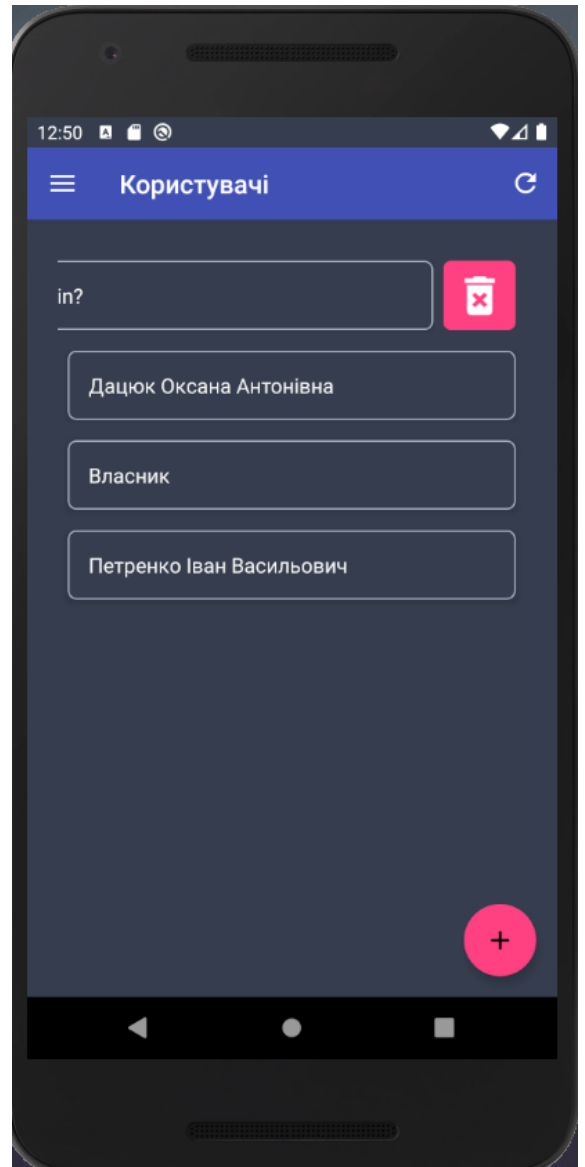 12:50
Користувачі
in?
Дацюк Оксана Антонівна
Власник
Петренко Іван Васильович
+